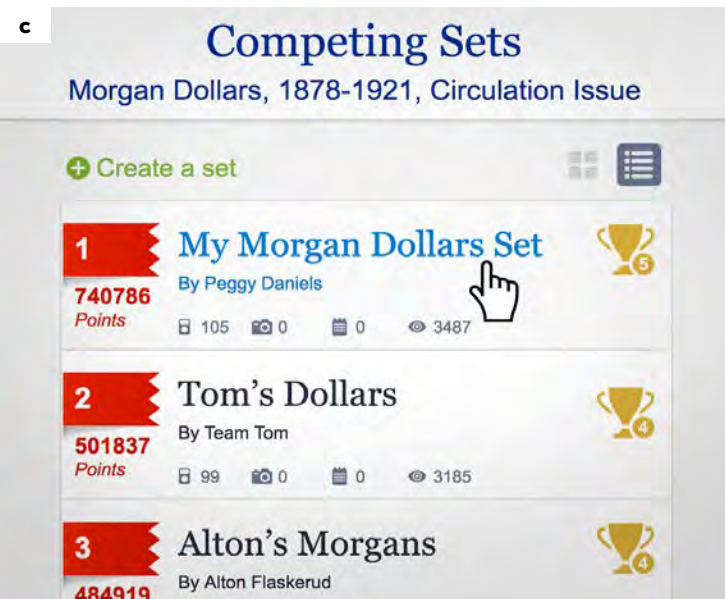 c
Competing Sets
Morgan Dollars, 1878-1921, Circulation Issue
Create a set
1
My Morgan Dollars Set
5
By Peggy Daniels
740786
Points
105 0 0 3487
2
Tom's Dollars
4
By Team Tom
501837
Points
99 0 0 3185
3
Alton's Morgans
4
By Alton Flaskerud
484919